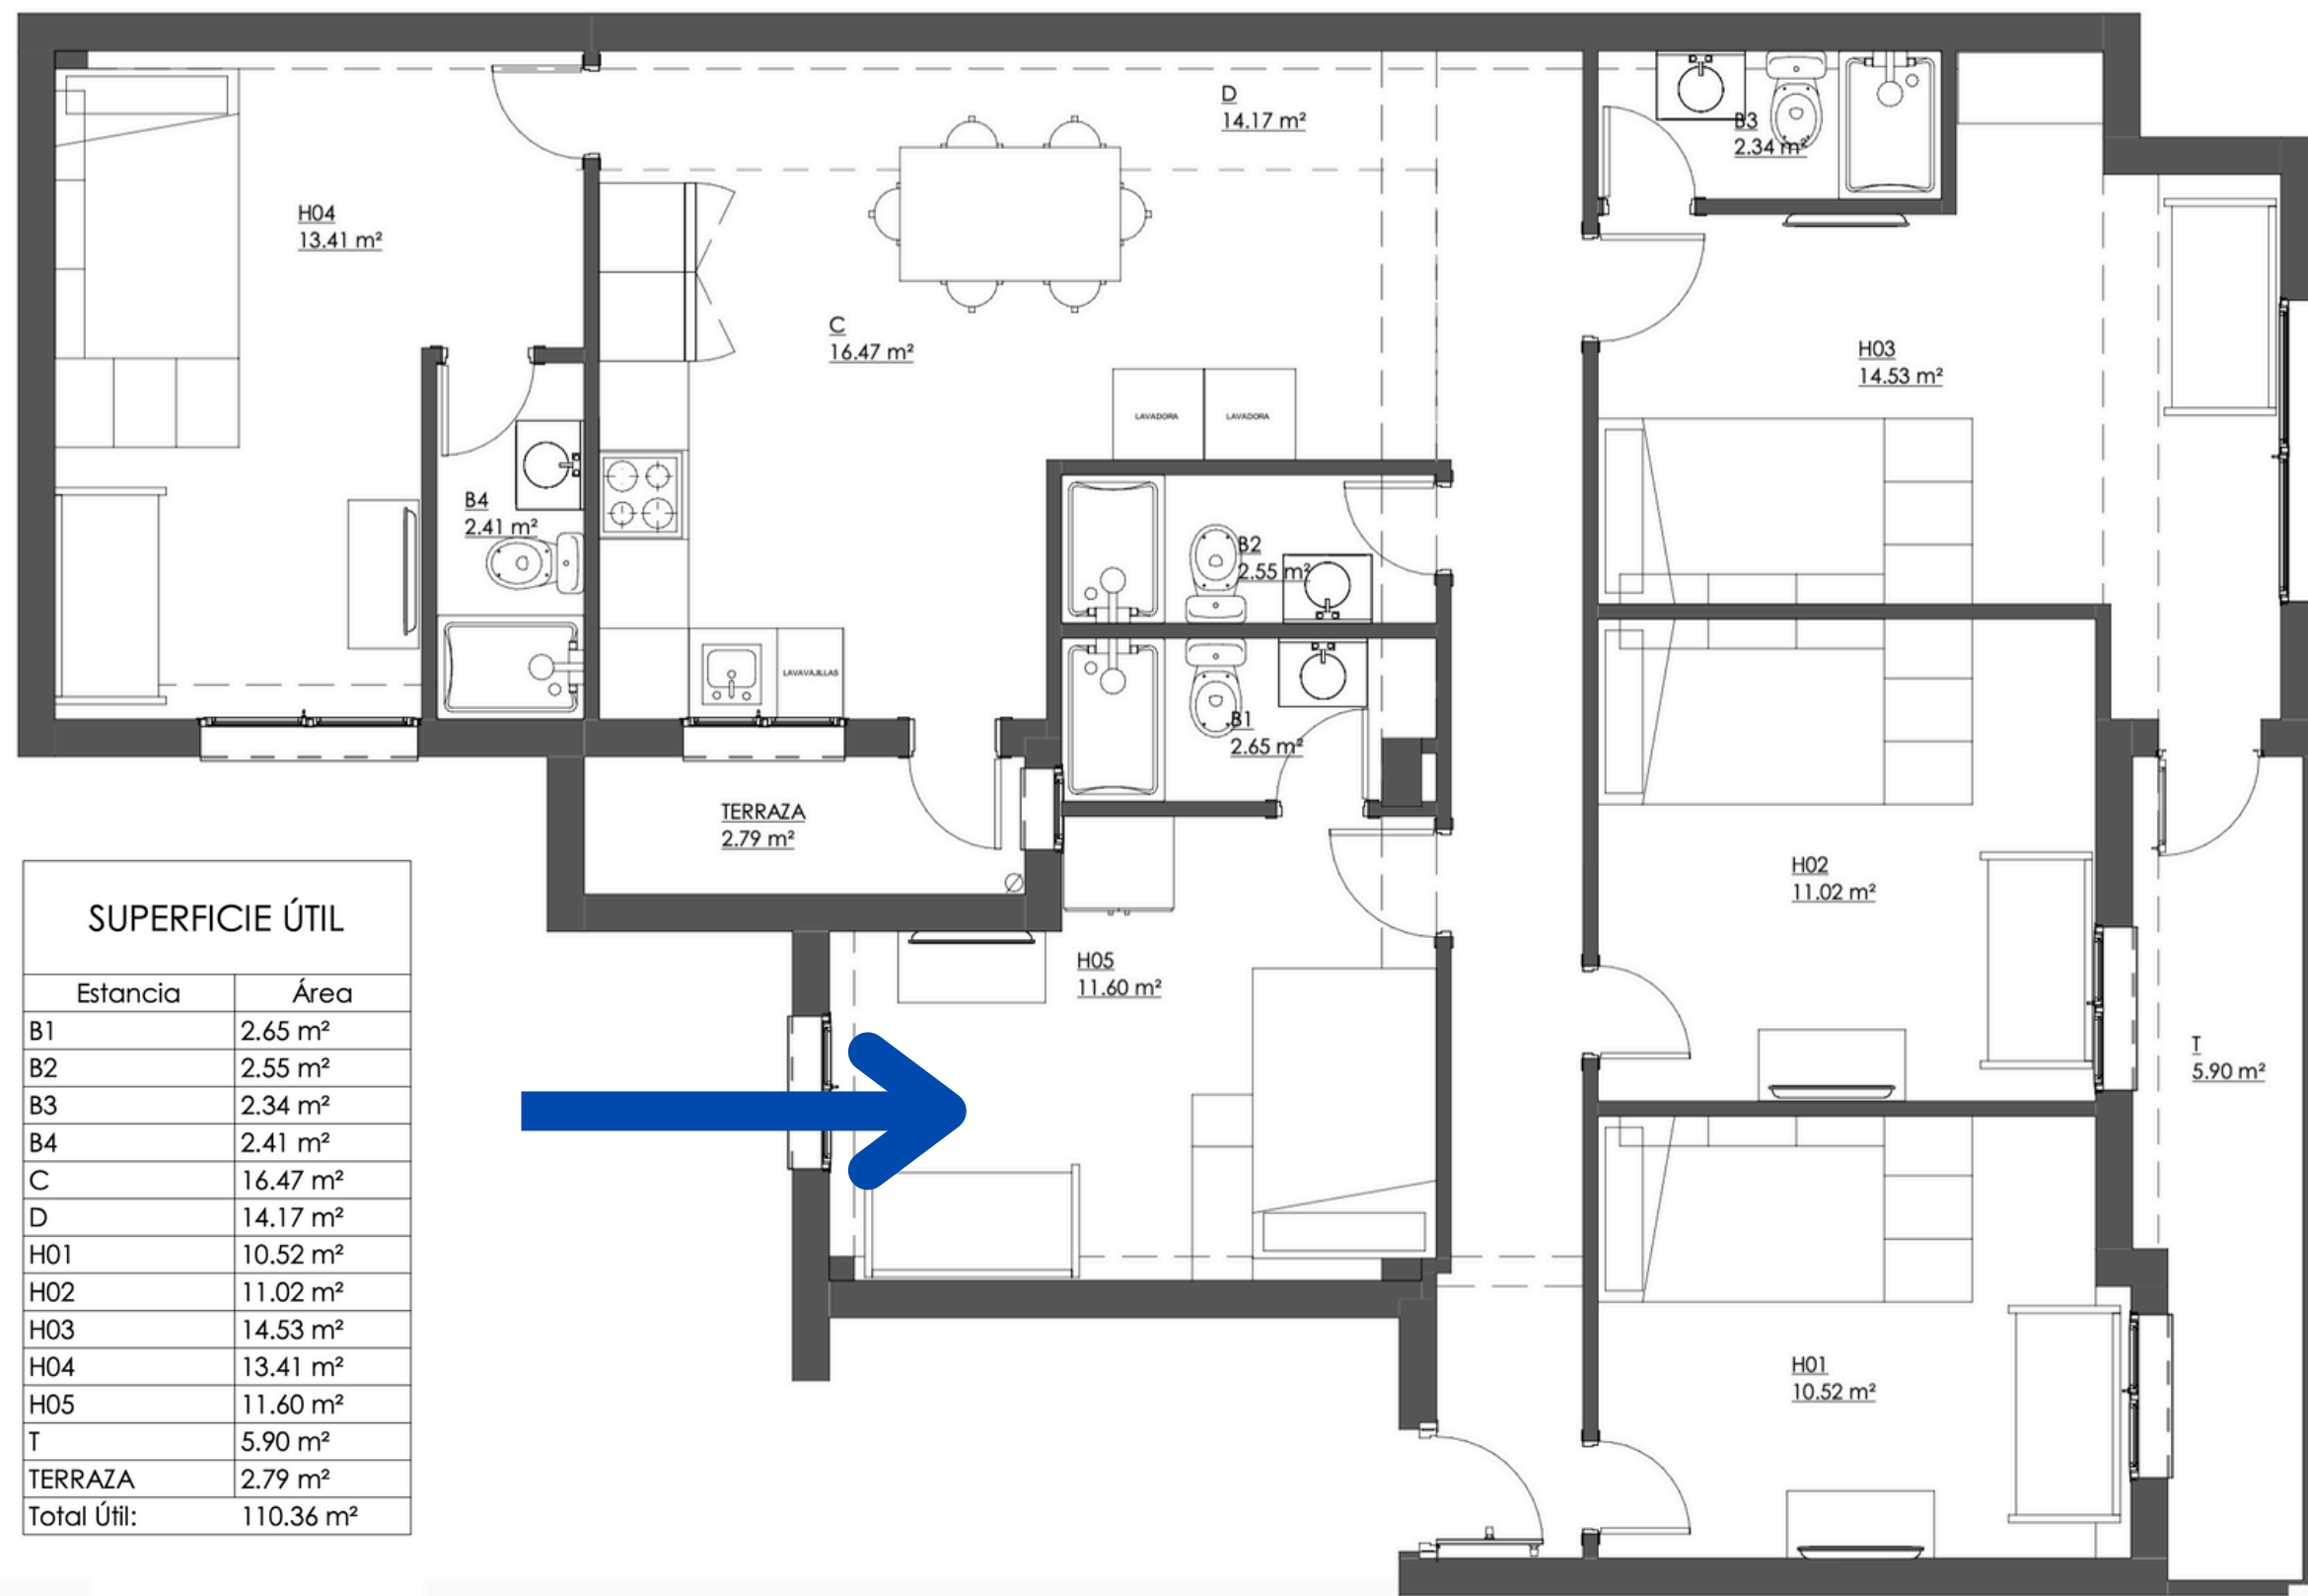 D
14.17 m²
B3
2.34 m²
H04
13.41 m²
C
16.47 m²
H03
14.53 m²
LAVADORA
LAVADORA
B4
2.41 m²
B2
2.55 m²
LAVAVAJILLAS
B1
2.65 m²
TERRAZA
2.79 m²
H02
11.02 m²
H05
11.60 m²
T
5.90 m²
H01
10.52 m²
SUPERFICIE ÚTIL
Estancia Área
B1 2.65 m²
B2 2.55 m²
B3 2.34 m²
B4 2.41 m²
C 16.47 m²
D 14.17 m²
H01 10.52 m²
H02 11.02 m²
H03 14.53 m²
H04 13.41 m²
H05 11.60 m²
T 5.90 m²
TERRAZA 2.79 m²
Total Útil: 110.36 m²